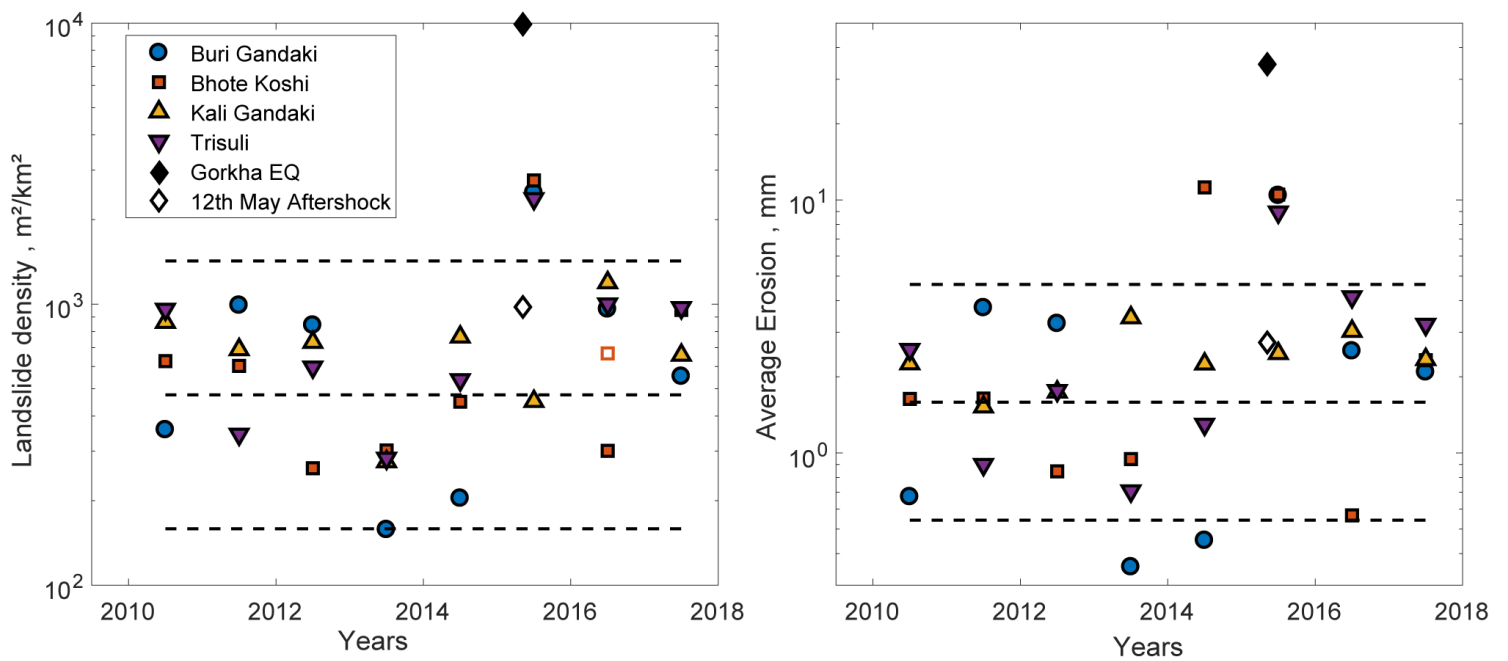 Landslide density , m²/km²
10⁴
10³
10²
Buri Gandaki
Bhote Koshi
Kali Gandaki
Trisuli
Gorkha EQ
12th May Aftershock
2010 2012 2014 2016 2018
Years
Average Erosion , mm
10¹
10⁰
2010 2012 2014 2016 2018
Years